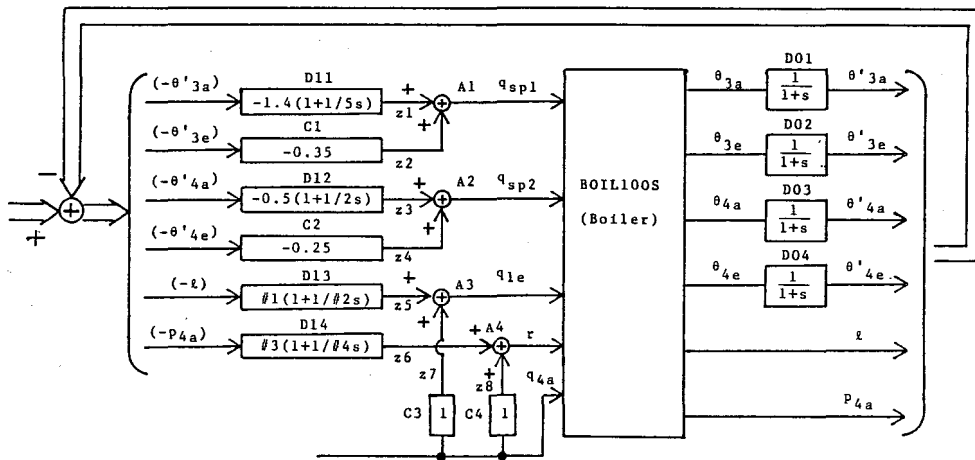 D01
(-θ'3a) D11 A1 qsp1 θ3a 1/1+s θ'3a
-1.4(1+1/5s) + z1 +
C1 D02
(-θ'3e) -0.35 z2 θ3e 1/1+s θ'3e
D12 A2 qsp2 BOIL100S
(-θ'4a) -0.5(1+1/2s) + z3 + (Boiler) D03
C2 θ4a 1/1+s θ'4a
(-θ'4e) -0.25 z4 D04
θ4e 1/1+s θ'4e
- +
+
D13 A3 q1e
(-ℓ) #1(1+1/#2s) + z5 +
D14 A4 r ℓ
(-P4a) #3(1+1/#4s) z6 + +
z7 z8 q4a P4a
C3 1 C4 1